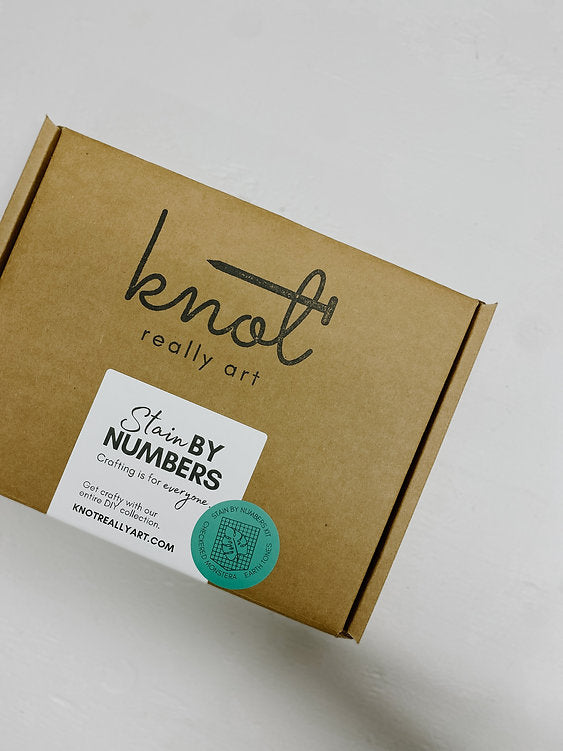 knot
really art
Stain BY
NUMBERS
Crafting is for everyone.
Get crafty with our
entire DIY collection.
KNOTREALLYART.COM
STAIN BY NUMBERS KIT
CHECKERED MONSTERA
EARTH TONES